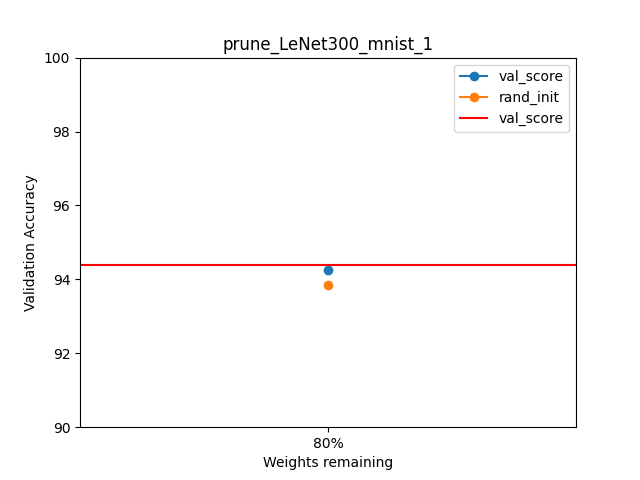 prune_LeNet300_mnist_1
100
98
96
94
92
90
Validation Accuracy
val_score
rand_init
val_score
80%
Weights remaining